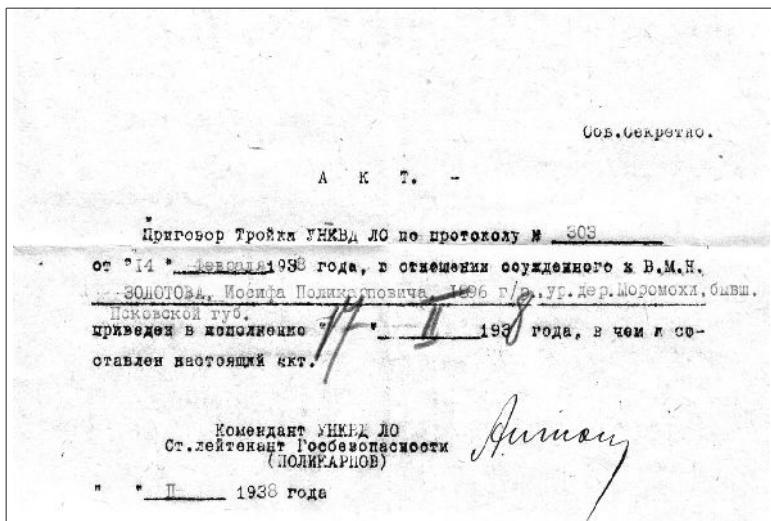 Сов.Секретно.
А К Т. -
Приговор Тройки УНКВД ЛО по протоколу № 303
от "14 " февраля 1938 года, в отношении осужденного к В.М.Н.
ЗОЛОТОВА, Иосифа Поликарповича, 1896 г/р., ур. дер. Моромохи, бывш.
Псковской губ.
приведен в исполнение "17" II 1938 года, в чем и со-
ставлен настоящий акт.
Комендант УНКВД ЛО
Ст.лейтенант Госбезопасности
(ПОЛИКАРПОВ)
" " II 1938 года